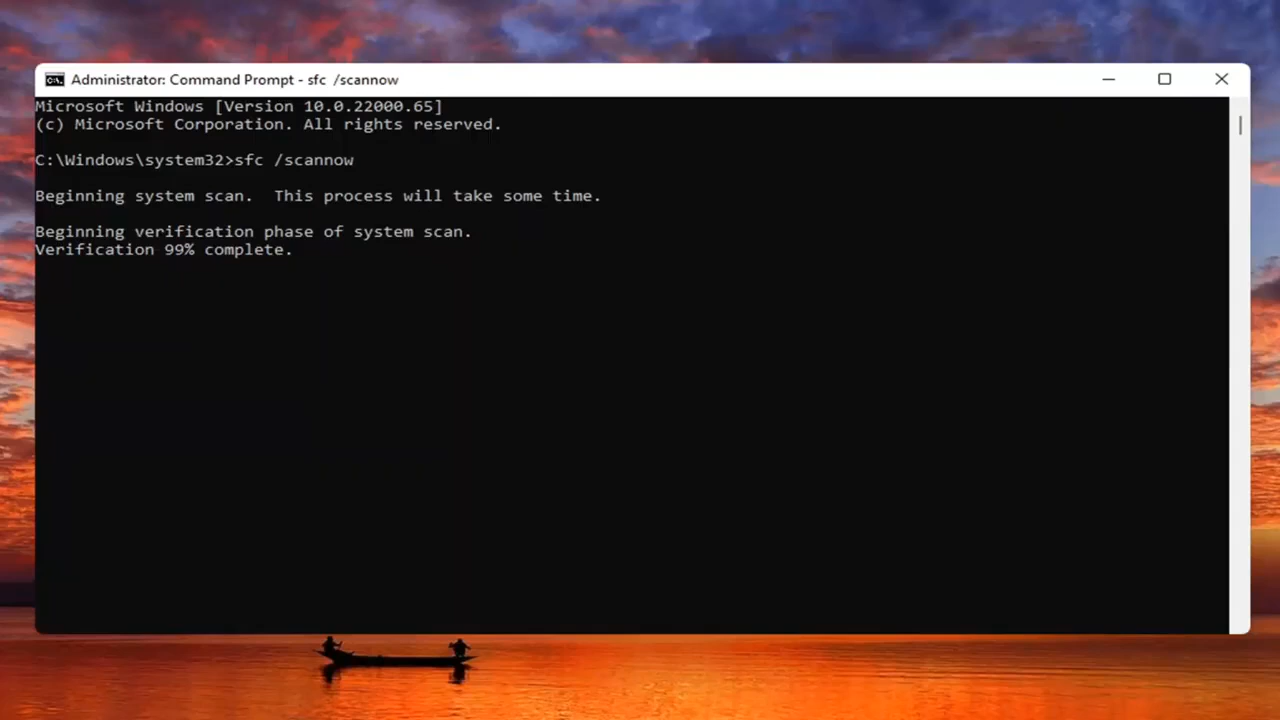 Administrator: Command Prompt - sfc  /scannow
Microsoft Windows [Version 10.0.22000.65]
(c) Microsoft Corporation. All rights reserved.
C:\Windows\system32>sfc /scannow
Beginning system scan.  This process will take some time.
Beginning verification phase of system scan.
Verification 99% complete.